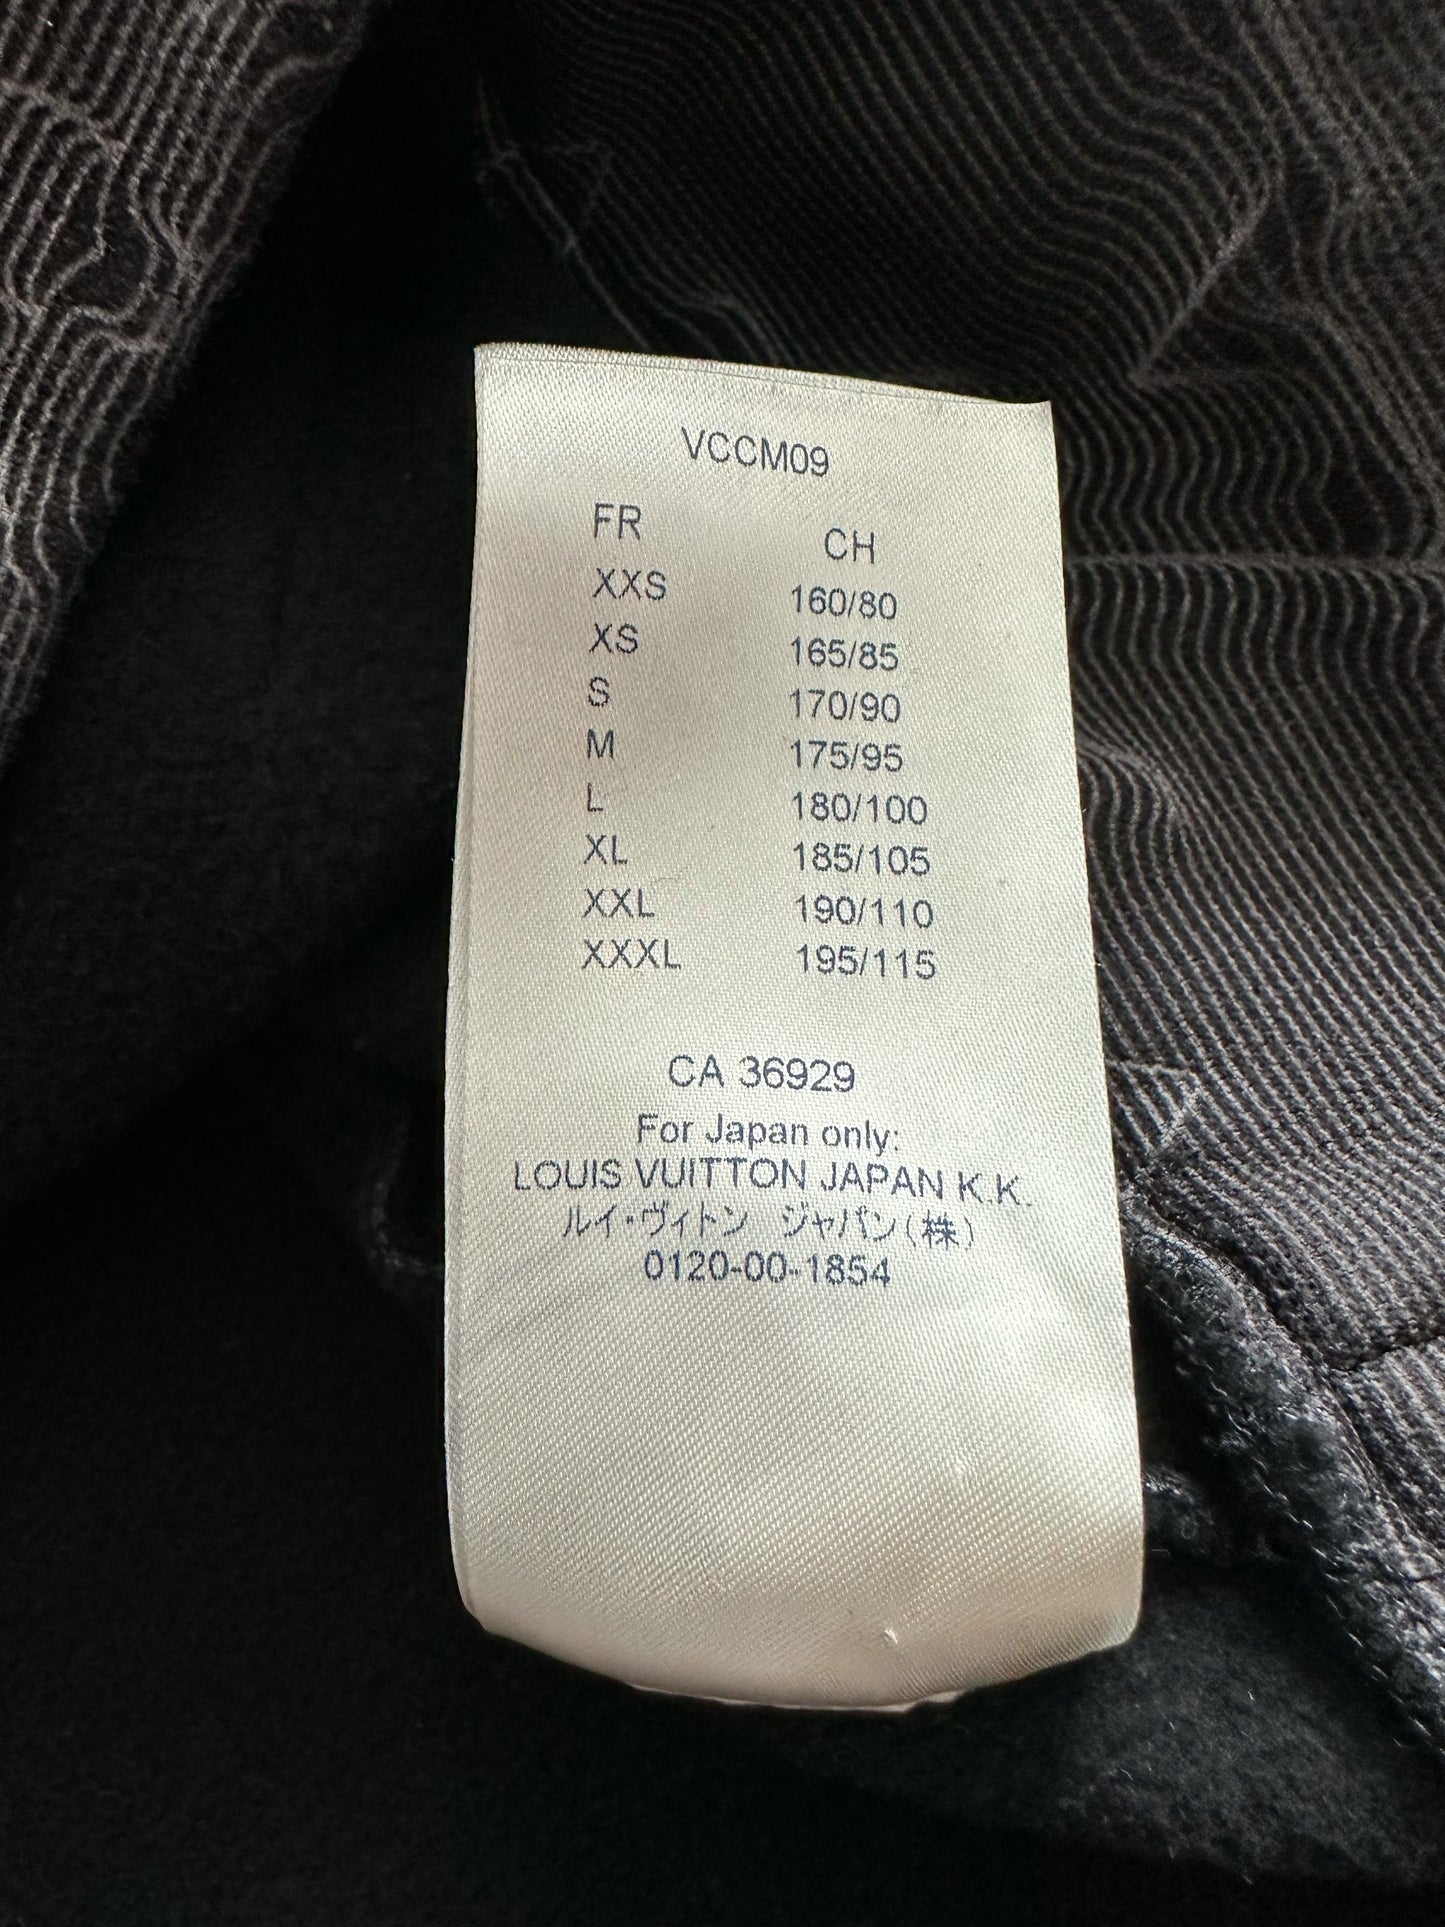 VCCM09
FR CH
XXS 160/80
XS 165/85
S 170/90
M 175/95
L 180/100
XL 185/105
XXL 190/110
XXXL 195/115
CA 36929
For Japan only:
LOUIS VUITTON JAPAN K.K.
ルイ・ヴィトン ジャパン(株)
0120-00-1854